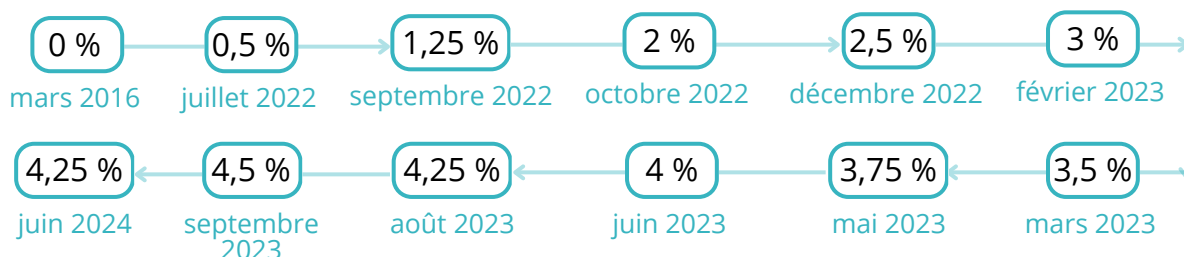 0 % 0,5 % 1,25 % 2 % 2,5 % 3 %
mars 2016 juillet 2022 septembre 2022 octobre 2022 décembre 2022 février 2023
4,25 % 4,5 % 4,25 % 4 % 3,75 % 3,5 %
juin 2024 septembre août 2023 juin 2023 mai 2023 mars 2023
2023